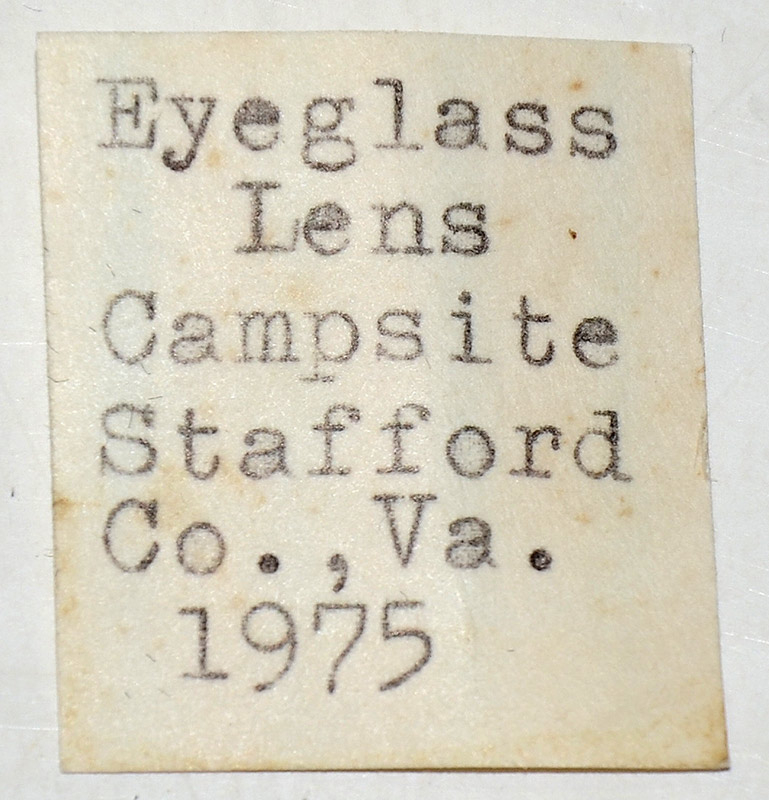 Eyeglass
Lens
Campsite
Stafford
Co.,Va.
1975